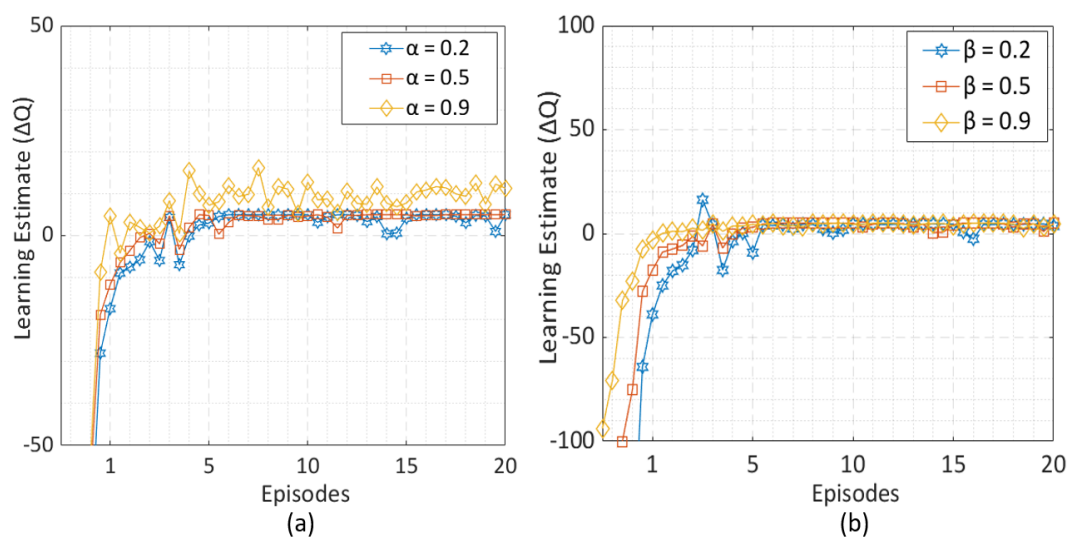 50
0
-50
Learning Estimate (ΔQ)
α = 0.2
α = 0.5
α = 0.9
1 5 10 15 20
Episodes
(a)
100
50
0
-50
-100
Learning Estimate (ΔQ)
β = 0.2
β = 0.5
β = 0.9
1 5 10 15 20
Episodes
(b)